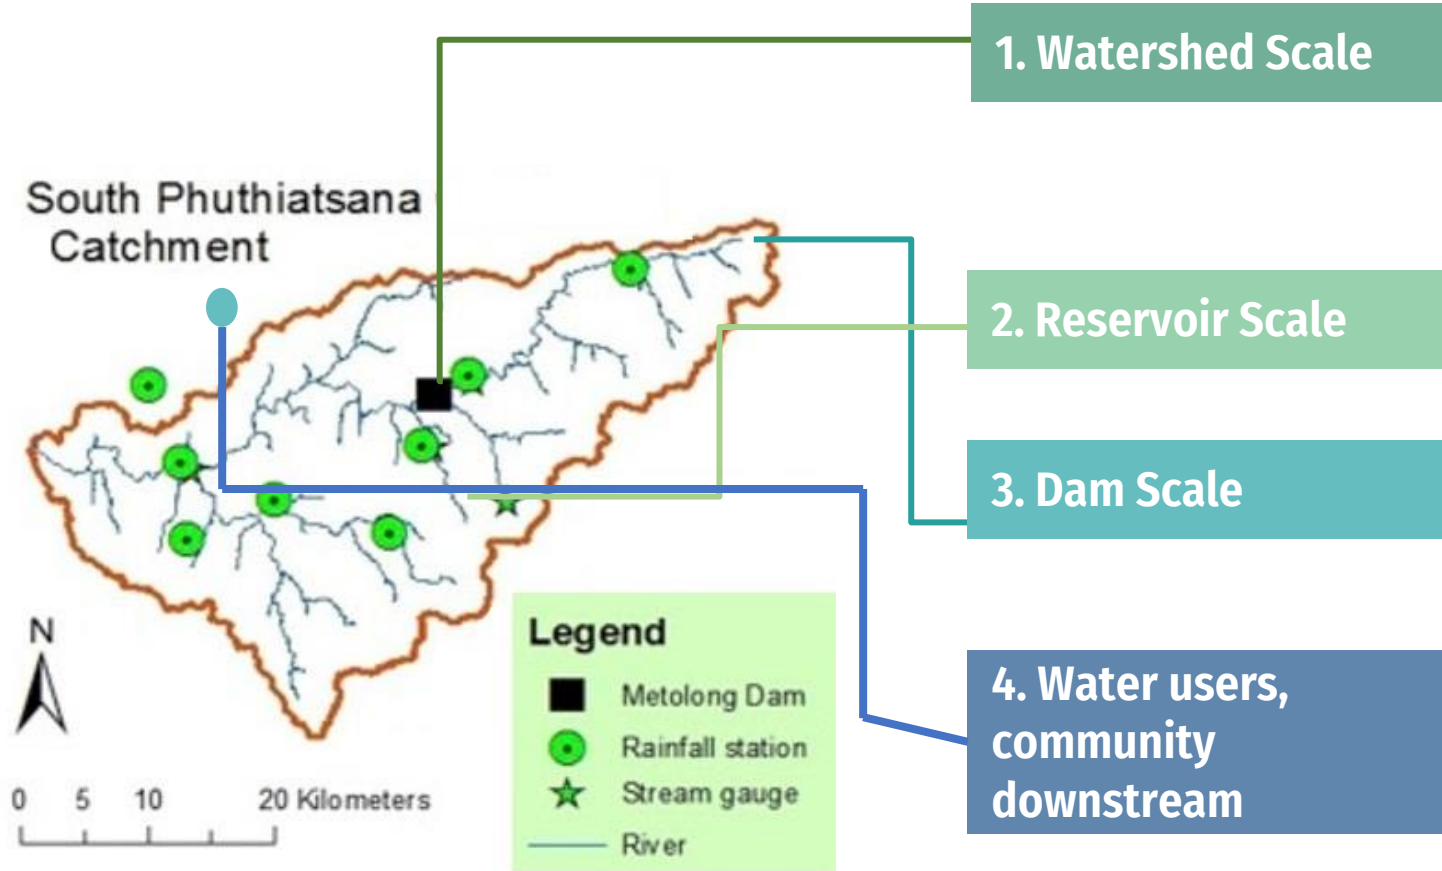 1. Watershed Scale
South Phuthiatsana
Catchment
2. Reservoir Scale
3. Dam Scale
4. Water users,
community
downstream
N
0 5 10 20 Kilometers
Legend
Metolong Dam
Rainfall station
Stream gauge
River